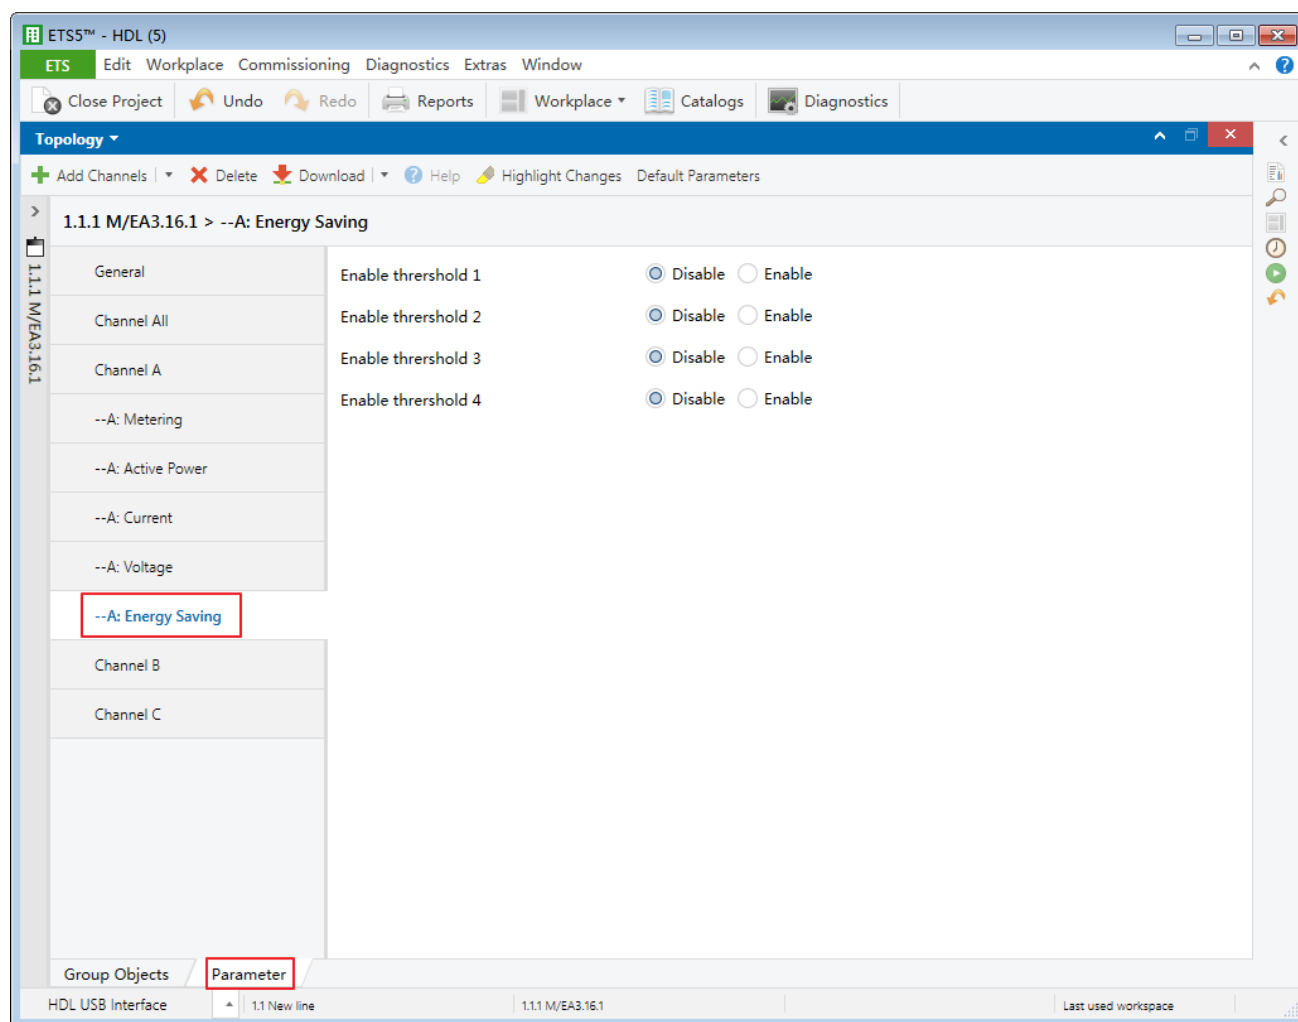 ETS5™ - HDL (5)
ETS Edit Workplace Commissioning Diagnostics Extras Window
Close Project Undo Redo Reports Workplace Catalogs Diagnostics
Topology
Add Channels Delete Download Help Highlight Changes Default Parameters
1.1.1 M/EA3.16.1 > --A: Energy Saving
1.1.1 M/EA3.16.1
General
Channel All
Channel A
--A: Metering
--A: Active Power
--A: Current
--A: Voltage
--A: Energy Saving
Channel B
Channel C
Enable thrershold 1 Disable Enable
Enable thrershold 2 Disable Enable
Enable thrershold 3 Disable Enable
Enable thrershold 4 Disable Enable
Group Objects Parameter
HDL USB Interface 1.1 New line 1.1.1 M/EA3.16.1 Last used workspace